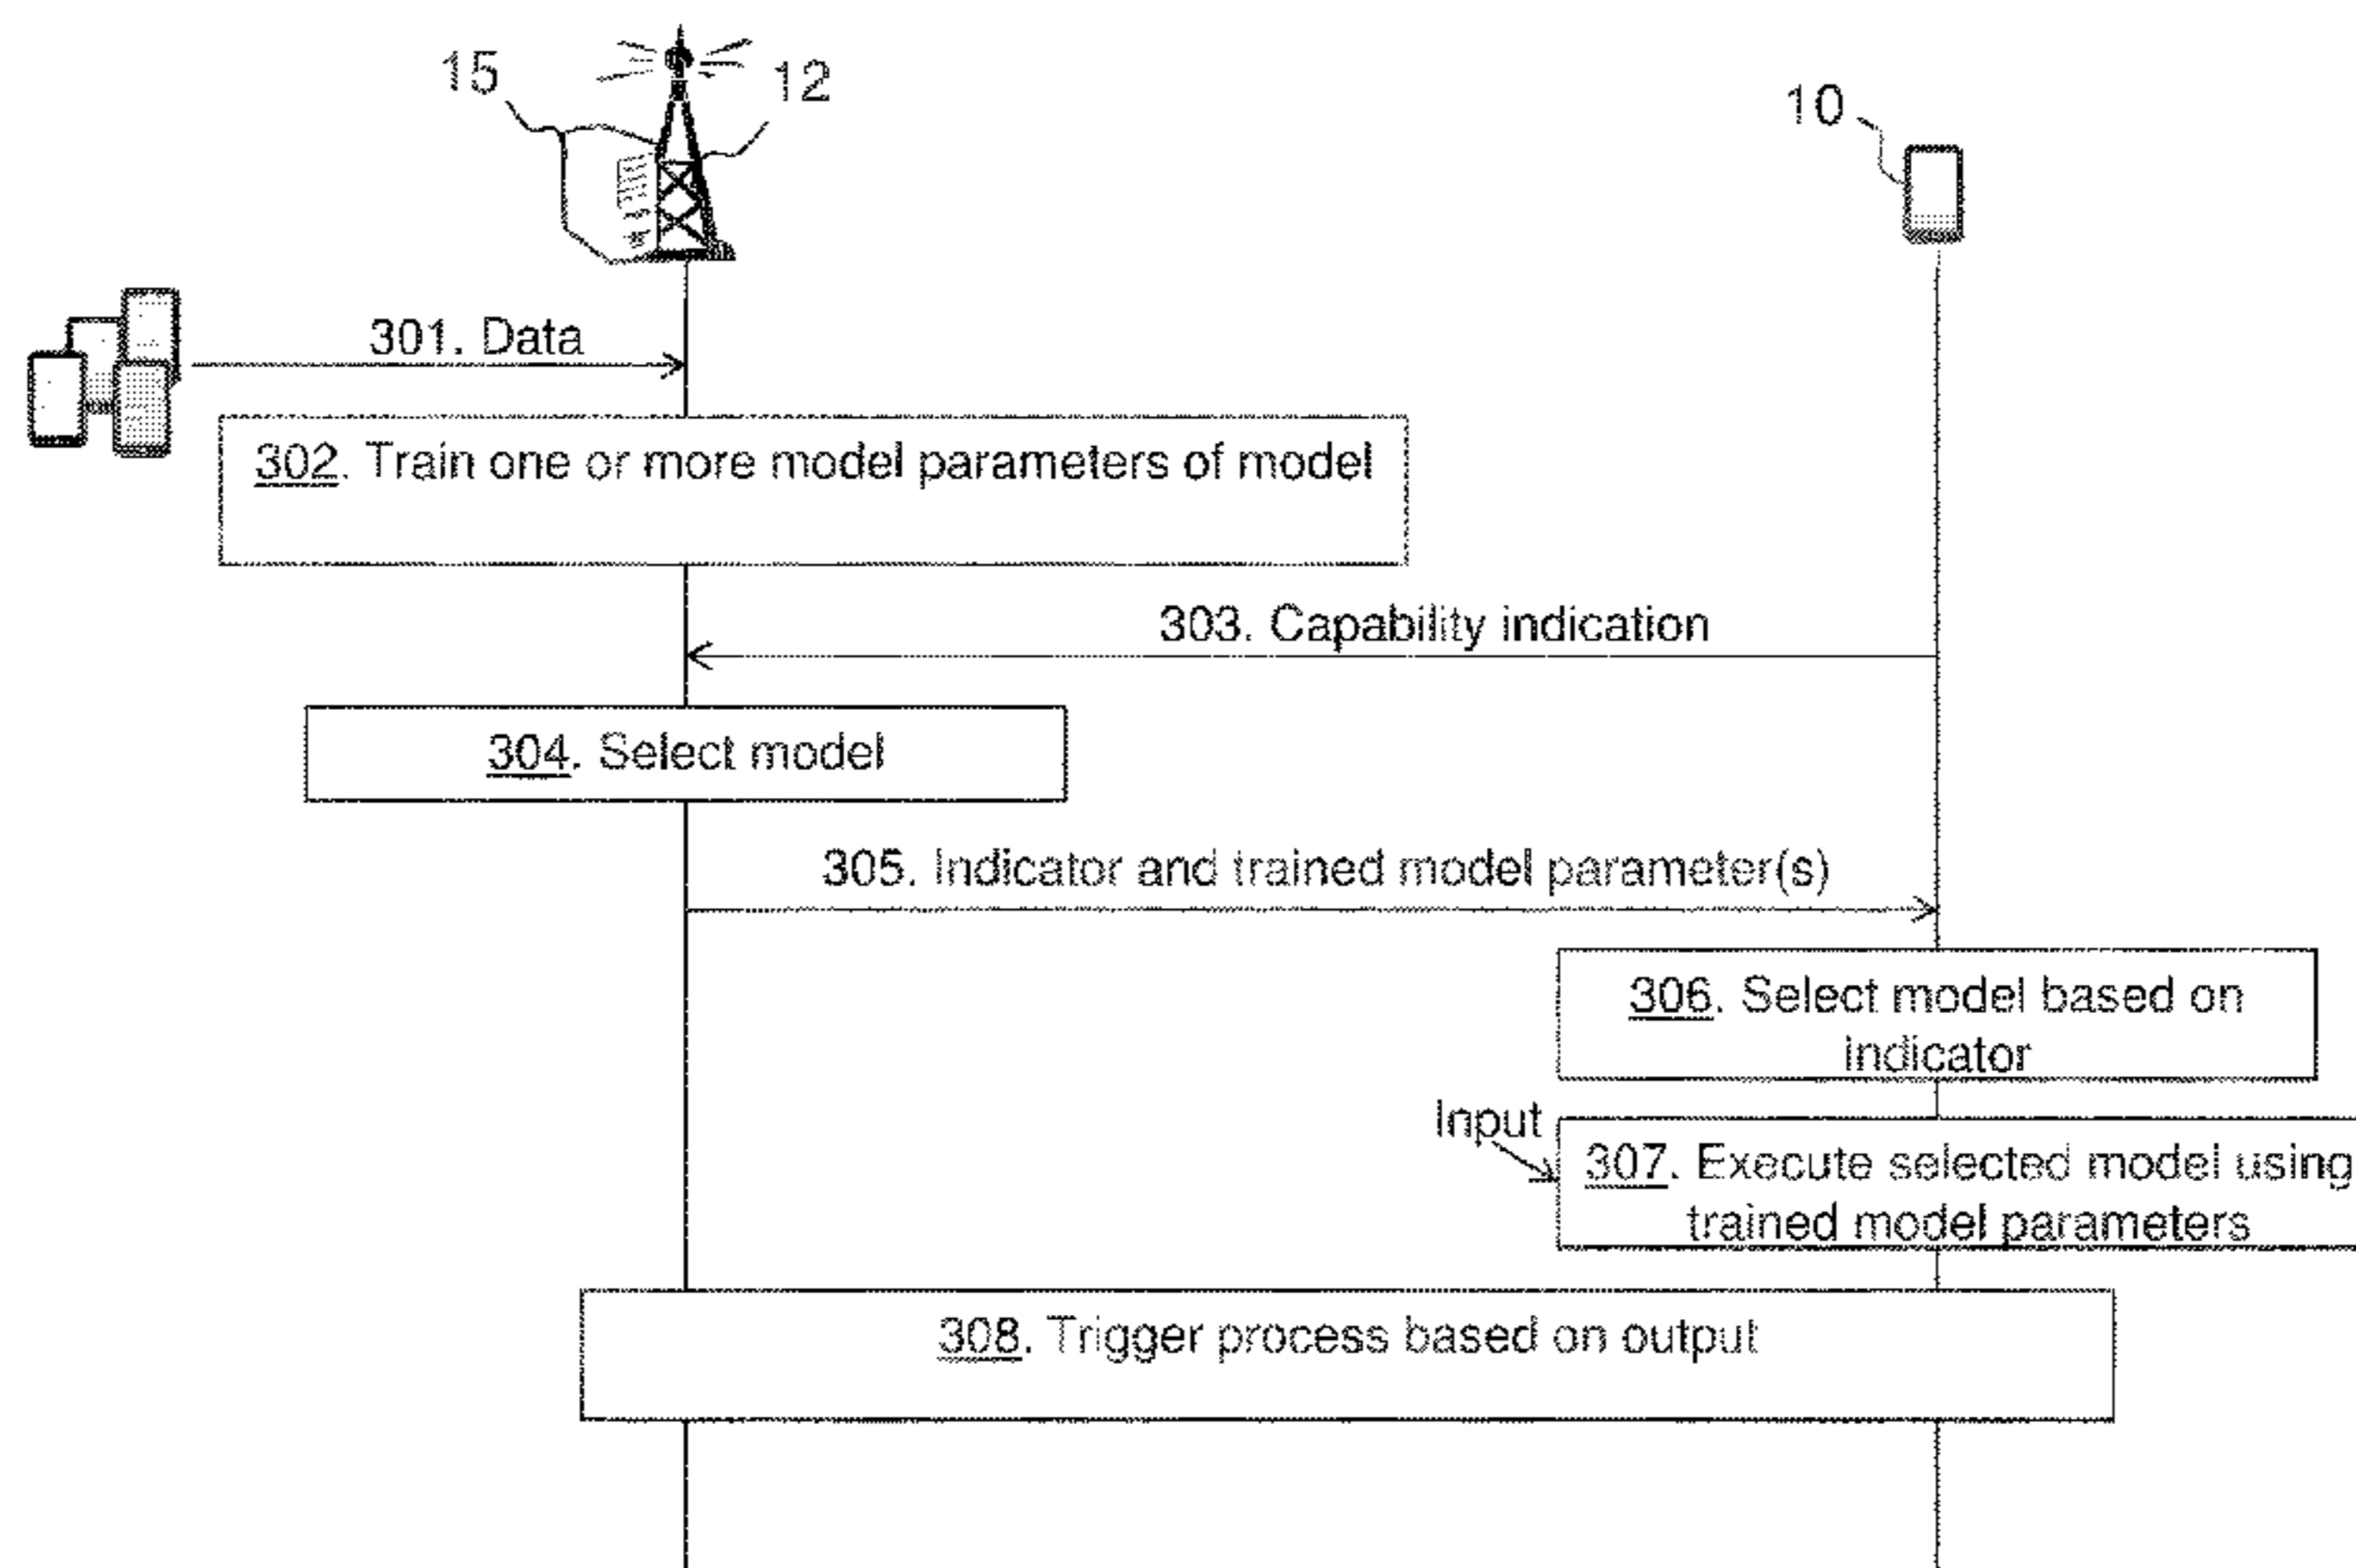 15
12
10
301. Data
302. Train one or more model parameters of model
303. Capability indication
304. Select model
305. Indicator and trained model parameter(s)
306. Select model based on
indicator
Input
307. Execute selected model using
trained model parameters
308. Trigger process based on output